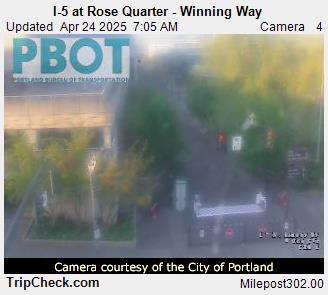 I-5 at Rose Quarter - Winning Way
Updated Apr 24 2025 7:05 AM Camera 4
PBOT
PORTLAND BUREAU OF TRANSPORTATION
Camera courtesy of the City of Portland
TripCheck.com Milepost302.00